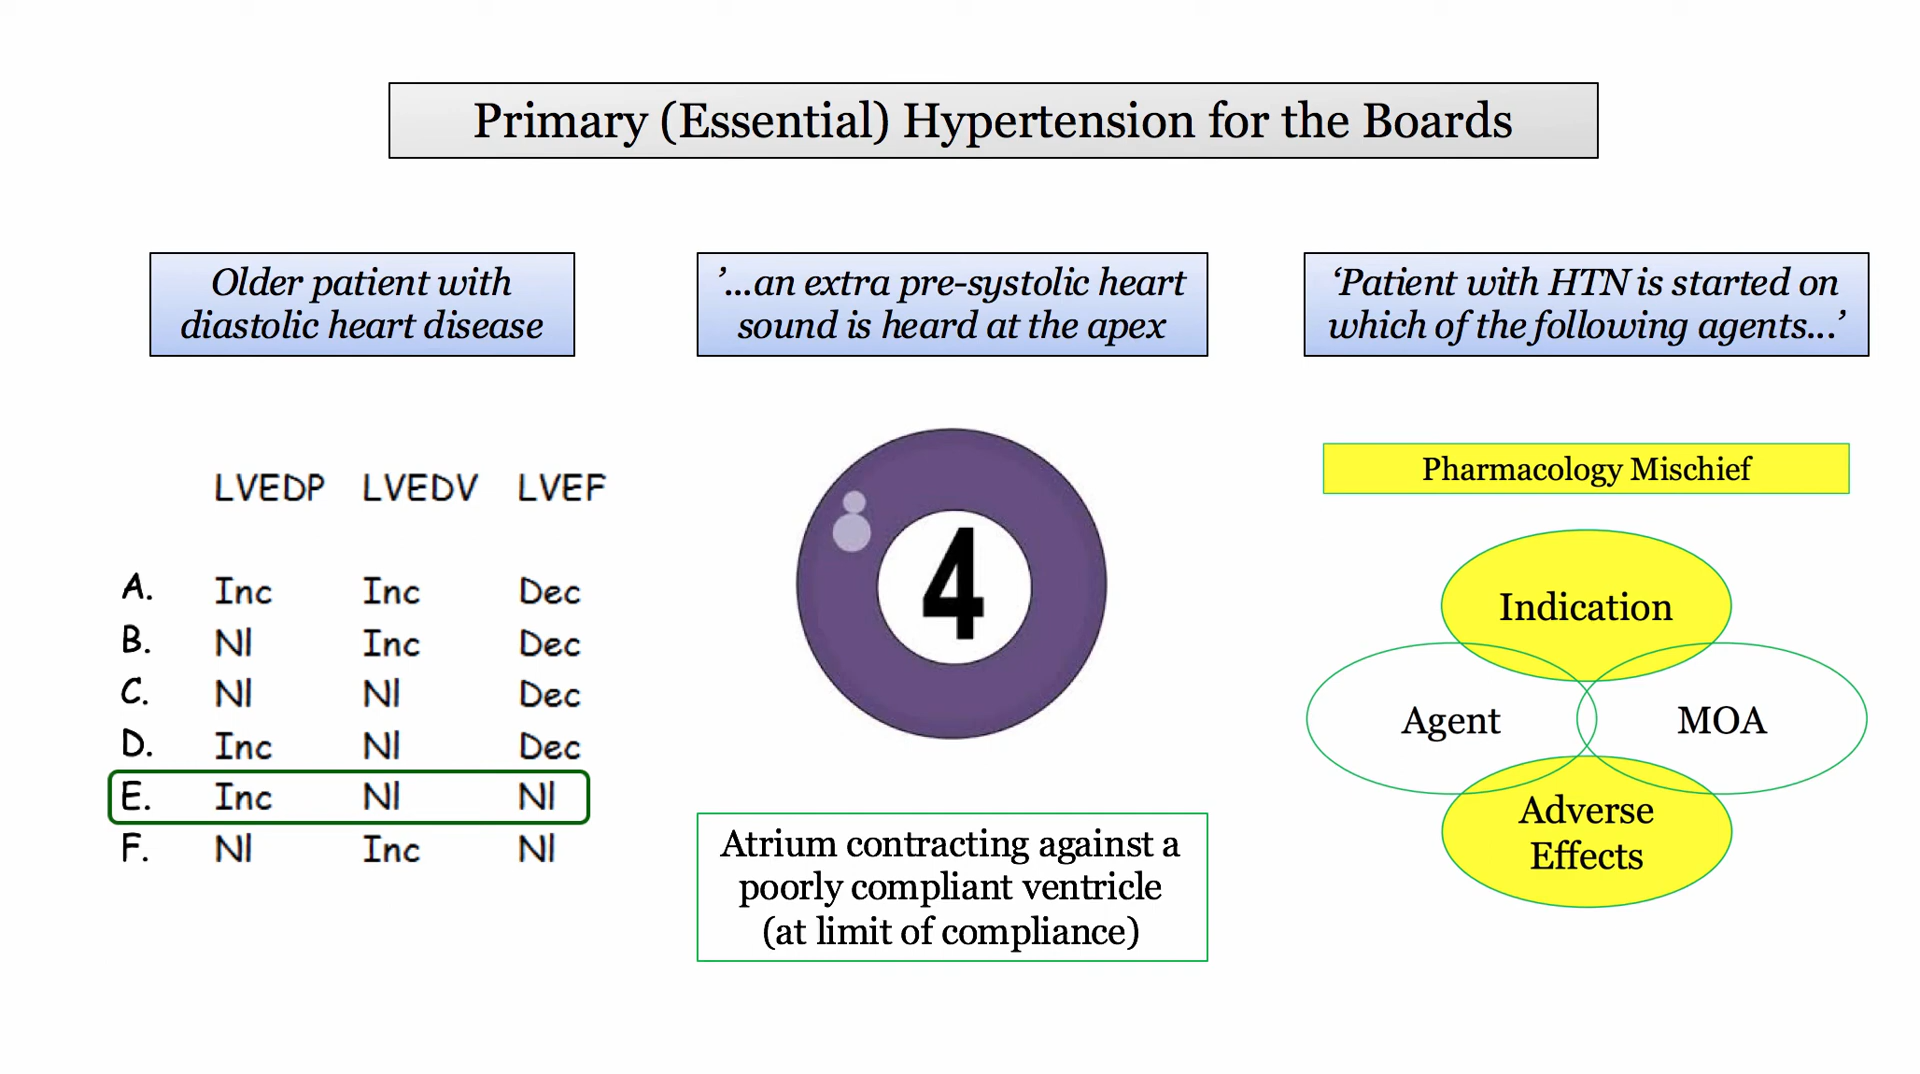 Primary (Essential) Hypertension for the Boards
Older patient with
diastolic heart disease
LVEDP LVEDV LVEF
A. Inc Inc Dec
B. Nl Inc Dec
C. Nl Nl Dec
D. Inc Nl Dec
E. Inc Nl Nl
F. Nl Inc Nl
’...an extra pre-systolic heart
sound is heard at the apex
4
Atrium contracting against a
poorly compliant ventricle
(at limit of compliance)
‘Patient with HTN is started on
which of the following agents...’
Pharmacology Mischief
Indication
Agent
MOA
Adverse
Effects